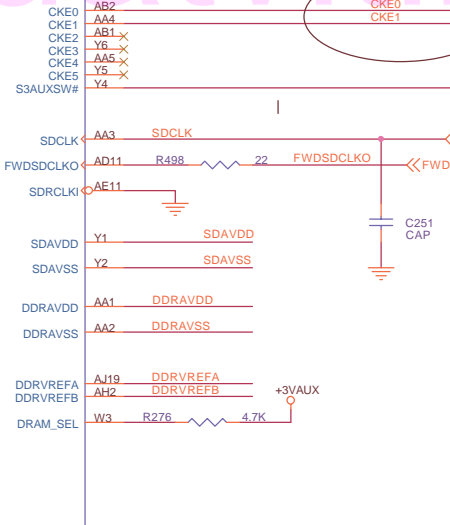 CKE0 AB2 CKE0
CKE1 AA4 CKE1
CKE2 AB1
CKE3 Y6
CKE4 AA5
CKE5 Y5
S3AUXSW# Y4
SDCLK AA3 SDCLK
FWDSDCLKO AD11 R498 22 FWDSDCLKO FWD
SDRCLKI AE11
C251
CAP
SDAVDD Y1 SDAVDD
SDAVSS Y2 SDAVSS
DDRAVDD AA1 DDRAVDD
DDRAVSS AA2 DDRAVSS
DDRVREFA AJ19 DDRVREFA
DDRVREFB AH2 DDRVREFB
+3VAUX
DRAM_SEL W3 R276 4.7K